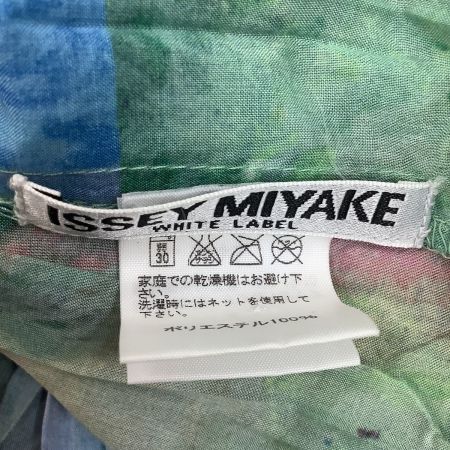 ISSEY MIYAKE
WHITE LABEL
30
家庭での乾燥機はお避け下
さい。
洗濯時にはネットを使用して
下さい。
ポリエステル100%